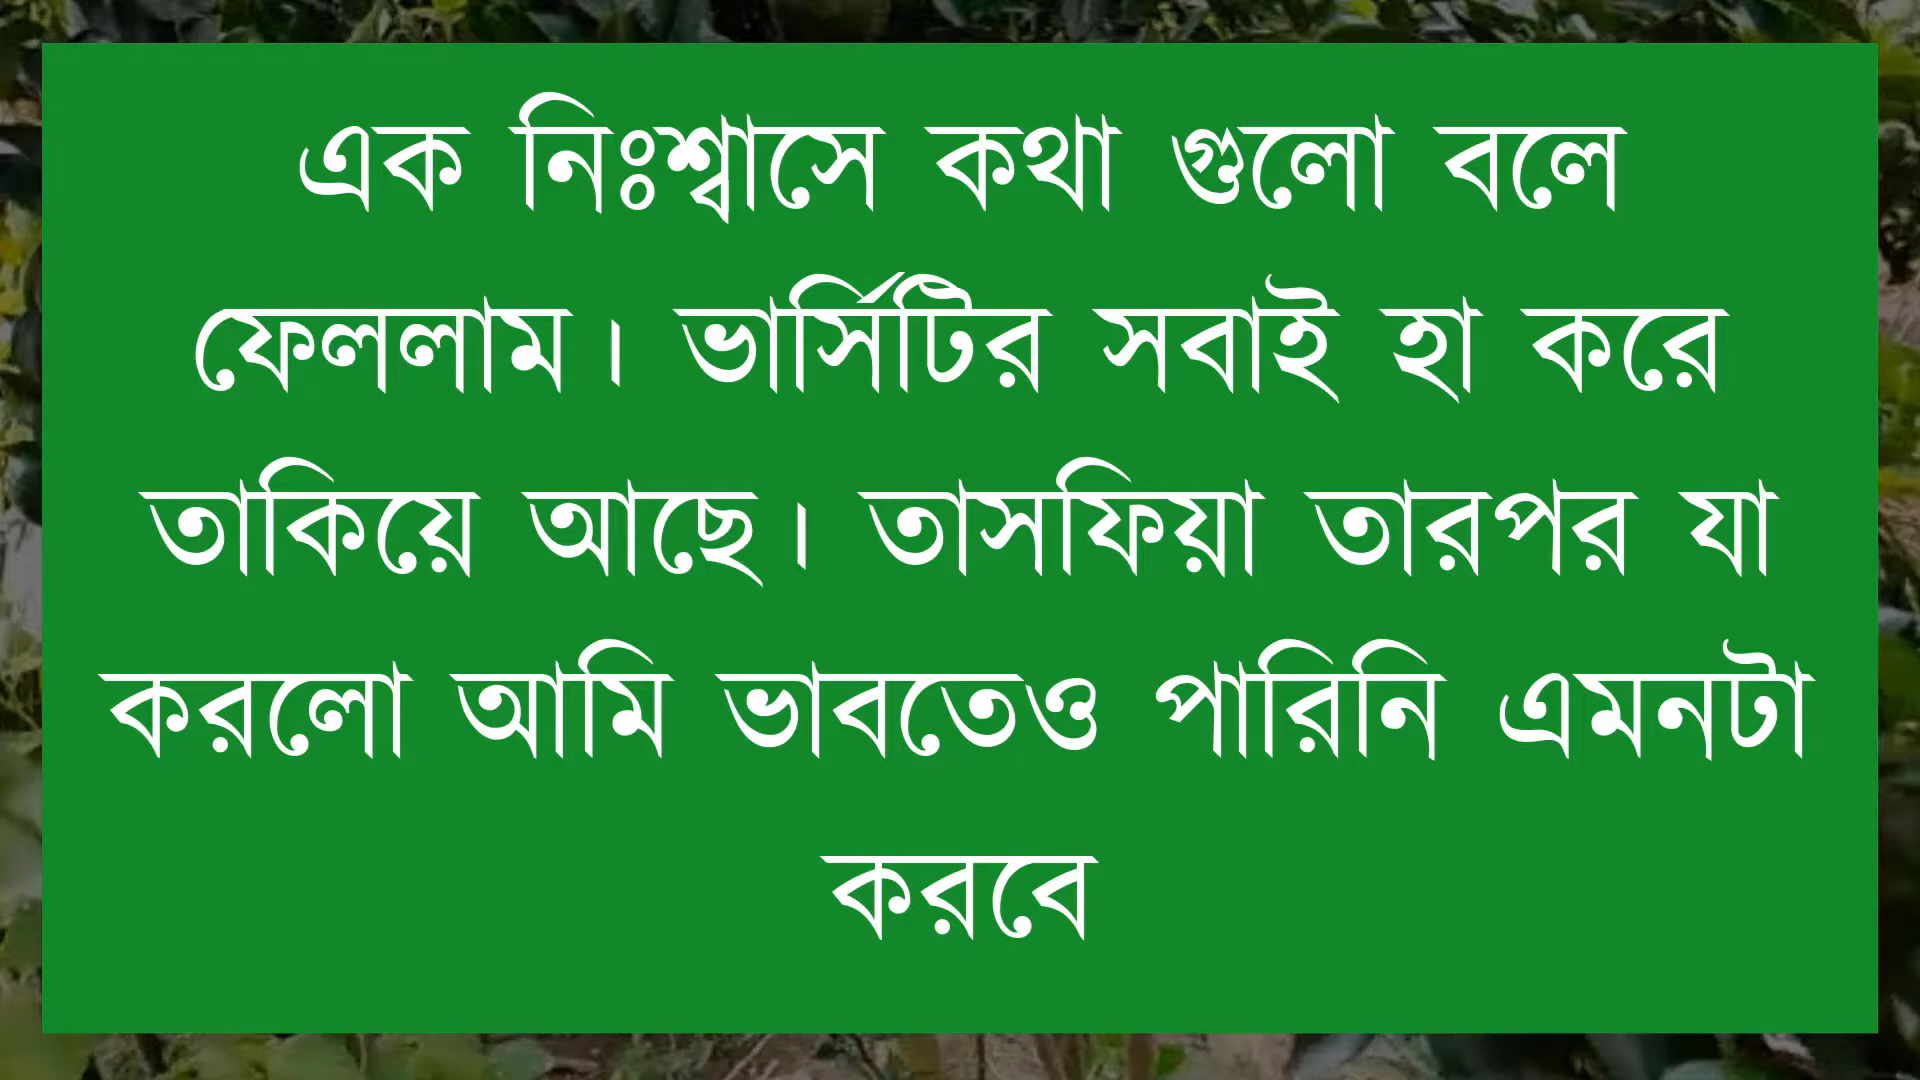 এক নিঃশ্বাসে কথা গুলো বলে
ফেললাম। ভার্সিটির সবাই হা করে
তাকিয়ে আছে। তাসফিয়া তারপর যা
করলো আমি ভাবতেও পারিনি এমনটা
করবে